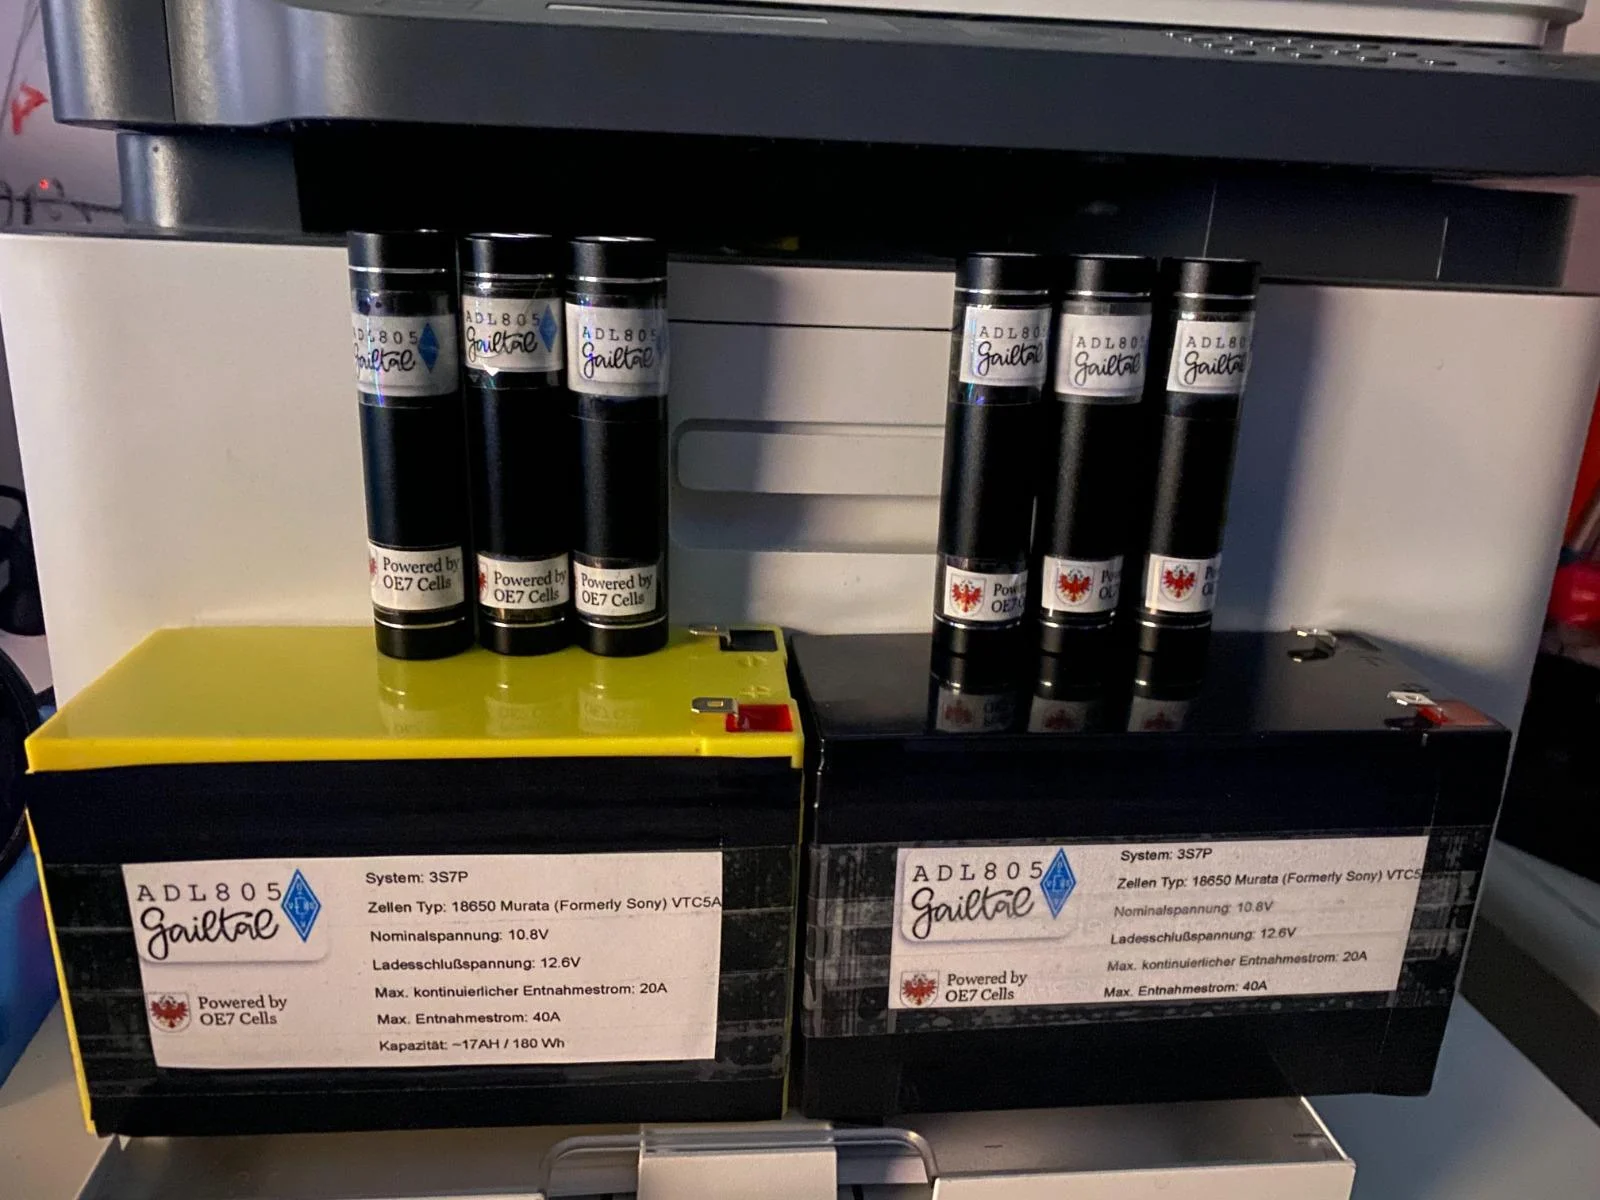 ADL805
Gailtal
ADL805
Gailtal
ADL805
Gailtal
ADL80
Gailtal
ADL805
Gailtal
ADL80
Gailtal
Powered by
OE7 Cells
Powered by
OE7 Cells
Powered by
OE7 Cells
ADL805
Gailtal
Powered by
OE7 Cells
System: 3S7P
Zellen Typ: 18650 Murata (Formerly Sony) VTC5A
Nominalspannung: 10.8V
Ladesschlußspannung: 12.6V
Max. kontinuierlicher Entnahmestrom: 20A
Max. Entnahmestrom: 40A
Kapazität: ~17AH / 180 Wh
ADL805
Gailtal
Powered by
OE7 Cells
System: 3S7P
Zellen Typ: 18650 Murata (Formerly Sony) VTC5
Nominalspannung: 10.8V
Ladesschlußspannung: 12.6V
Max. kontinuierlicher Entnahmestrom: 20A
Max. Entnahmestrom: 40A